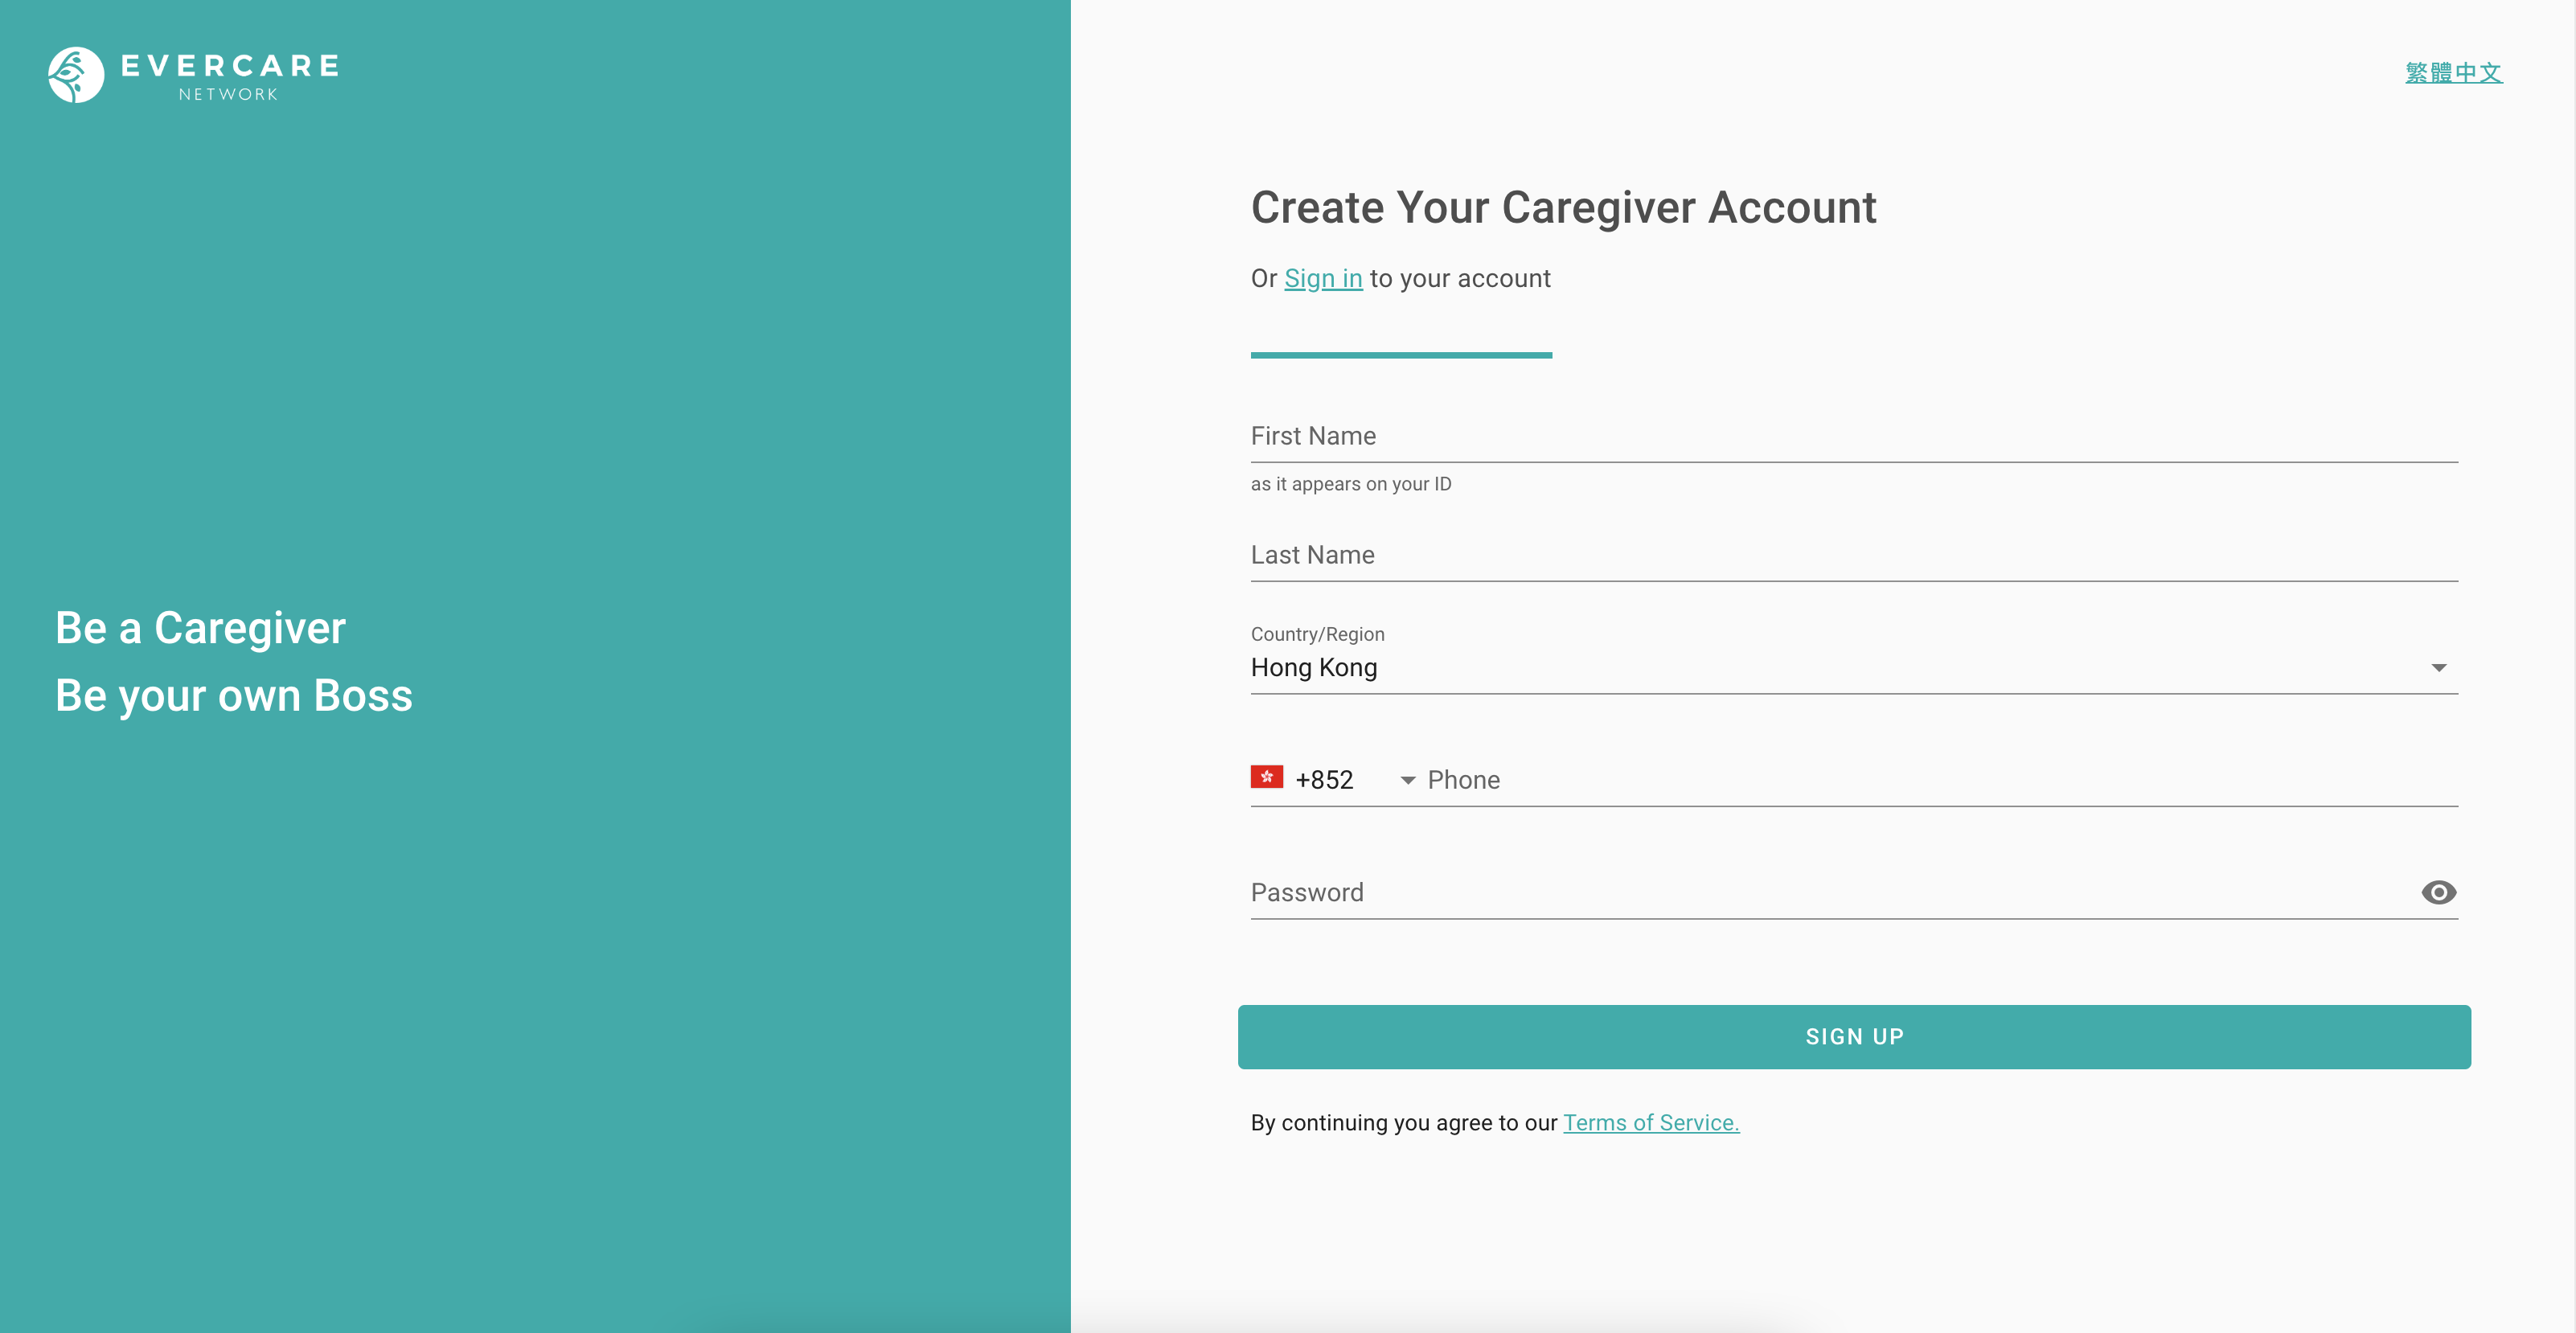 EVERCARE
NETWORK
繁體中文
Be a Caregiver
Be your own Boss
Create Your Caregiver Account
Or Sign in to your account
First Name
as it appears on your ID
Last Name
Country/Region
Hong Kong
+852 Phone
Password
SIGN UP
By continuing you agree to our Terms of Service.